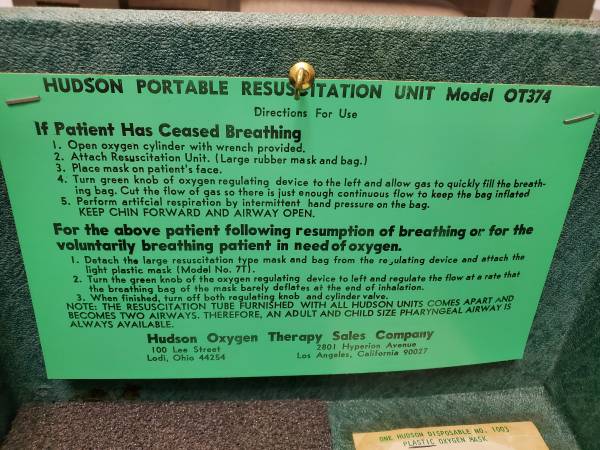 HUDSON PORTABLE RESUSCITATION UNIT Model OT374
Directions For Use
If Patient Has Ceased Breathing
1. Open oxygen cylinder with wrench provided.
2. Attach Resuscitation Unit. (Large rubber mask and bag.)
3. Place mask on patient's face.
4. Turn green knob of oxygen regulating device to the left and allow gas to quickly fill the breath-
ing bag. Cut the flow of gas so there is just enough continuous flow to keep the bag inflated
5. Perform artifcial respiration by intermittent hand pressure on the bag.
KEEP CHIN FORWARD AND AIRWAY OPEN.
For the above patient following resumption of breathing or for the
voluntarily breathing patient in need of oxygen.
1. Detach the large resuscitation type mask and bag from the re,ulating device and attach the
light plastic mask (Model No. 7T).
2. Turn the green knob of the oxygen regulating device to left and regulate the flow at a rate that
the breathing bag of the mask barely deflates at the end of inhalation.
3. When finished, turn off both regulating knob and cylinder valve.
NOTE: THE RESUSCITATION TUBE FURNISHED WITH ALL HUDSON UNITS COMES APART AND
BECOMES TWO AIRWAYS. THEREFORE, AN ADULT AND CHILD SIZE PHARYNGEAL AIRWAY IS
ALWAYS AVAILABLE.
Hudson Oxygen Therapy Sales Company
100 Lee Street 2801 Hyperion Avenue
Lodi, Ohio 44254 Los Angeles, California 90027
ONE HUDSON DISPOSABLE NO. 1003
PLASTIC OXYGEN MASK